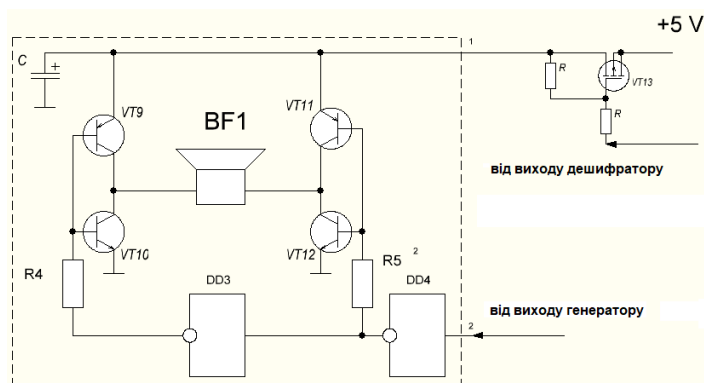 +5 V
1
C
+
R
VT13
VT9
VT11
BF1
R
від виходу дешифратору
VT10
VT12
R4
R5
2
DD3
DD4
від виходу генератору
2